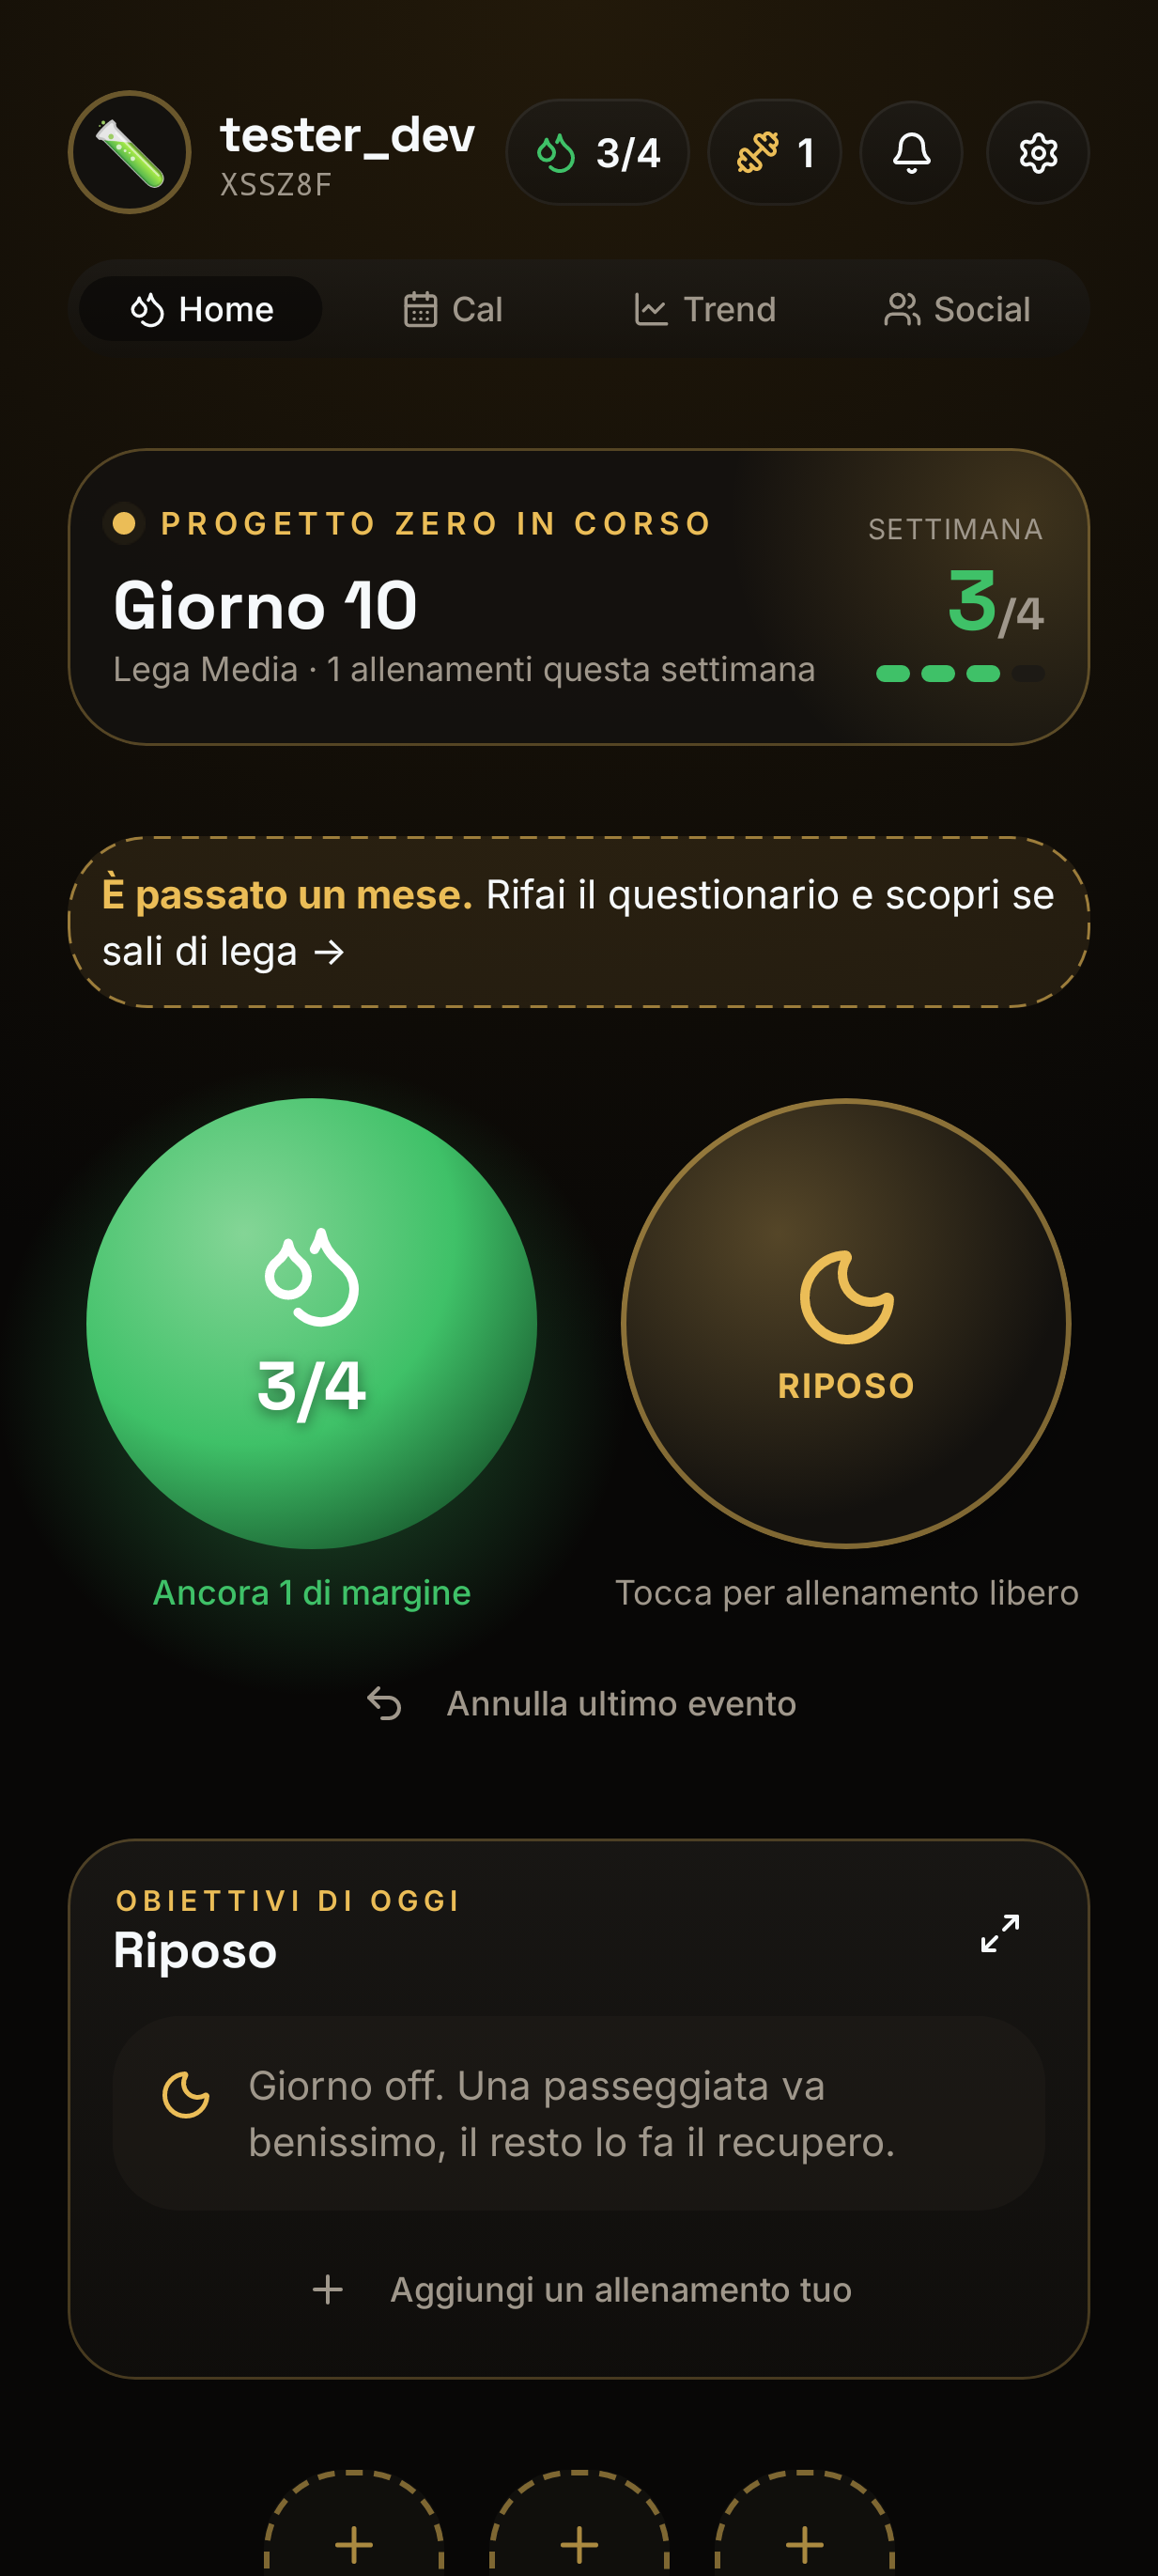 tester_dev
XSSZ8F
3/4
1
Home
Cal
Trend
Social
PROGETTO ZERO IN CORSO
Giorno 10
Lega Media · 1 allenamenti questa settimana
SETTIMANA
3/4
È passato un mese. Rifai il questionario e scopri se
sali di lega →
3/4
Ancora 1 di margine
RIPOSO
Tocca per allenamento libero
Annulla ultimo evento
OBIETTIVI DI OGGI
Riposo
Giorno off. Una passeggiata va
benissimo, il resto lo fa il recupero.
Aggiungi un allenamento tuo